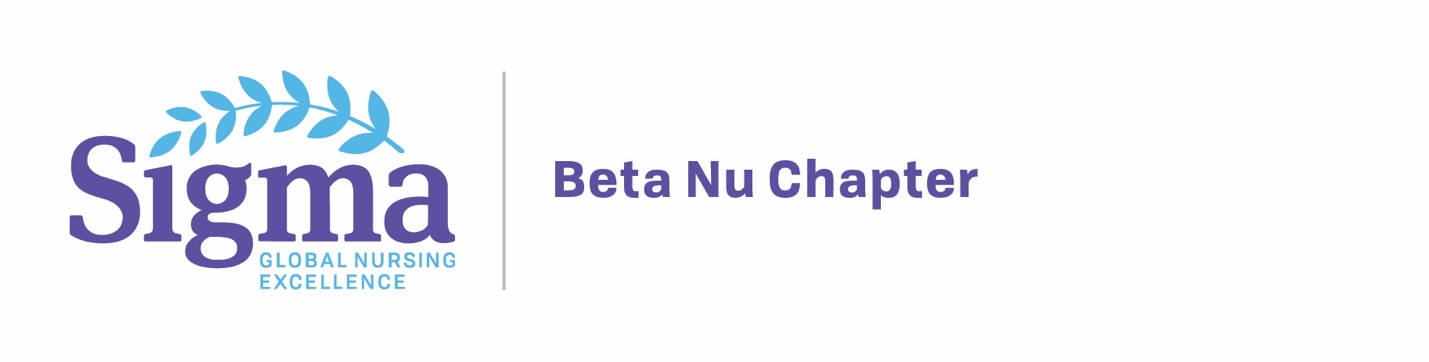 Sigma
GLOBAL NURSING
EXCELLENCE
Beta Nu Chapter